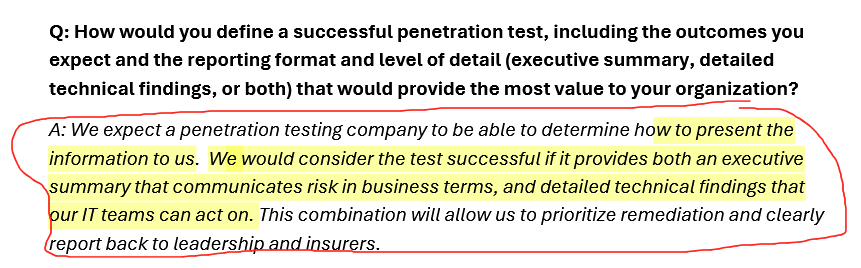 Q: How would you define a successful penetration test, including the outcomes you
expect and the reporting format and level of detail (executive summary, detailed
technical findings, or both) that would provide the most value to your organization?
A: We expect a penetration testing company to be able to determine how to present the
information to us.  We would consider the test successful if it provides both an executive
summary that communicates risk in business terms, and detailed technical findings that
our IT teams can act on. This combination will allow us to prioritize remediation and clearly
report back to leadership and insurers.